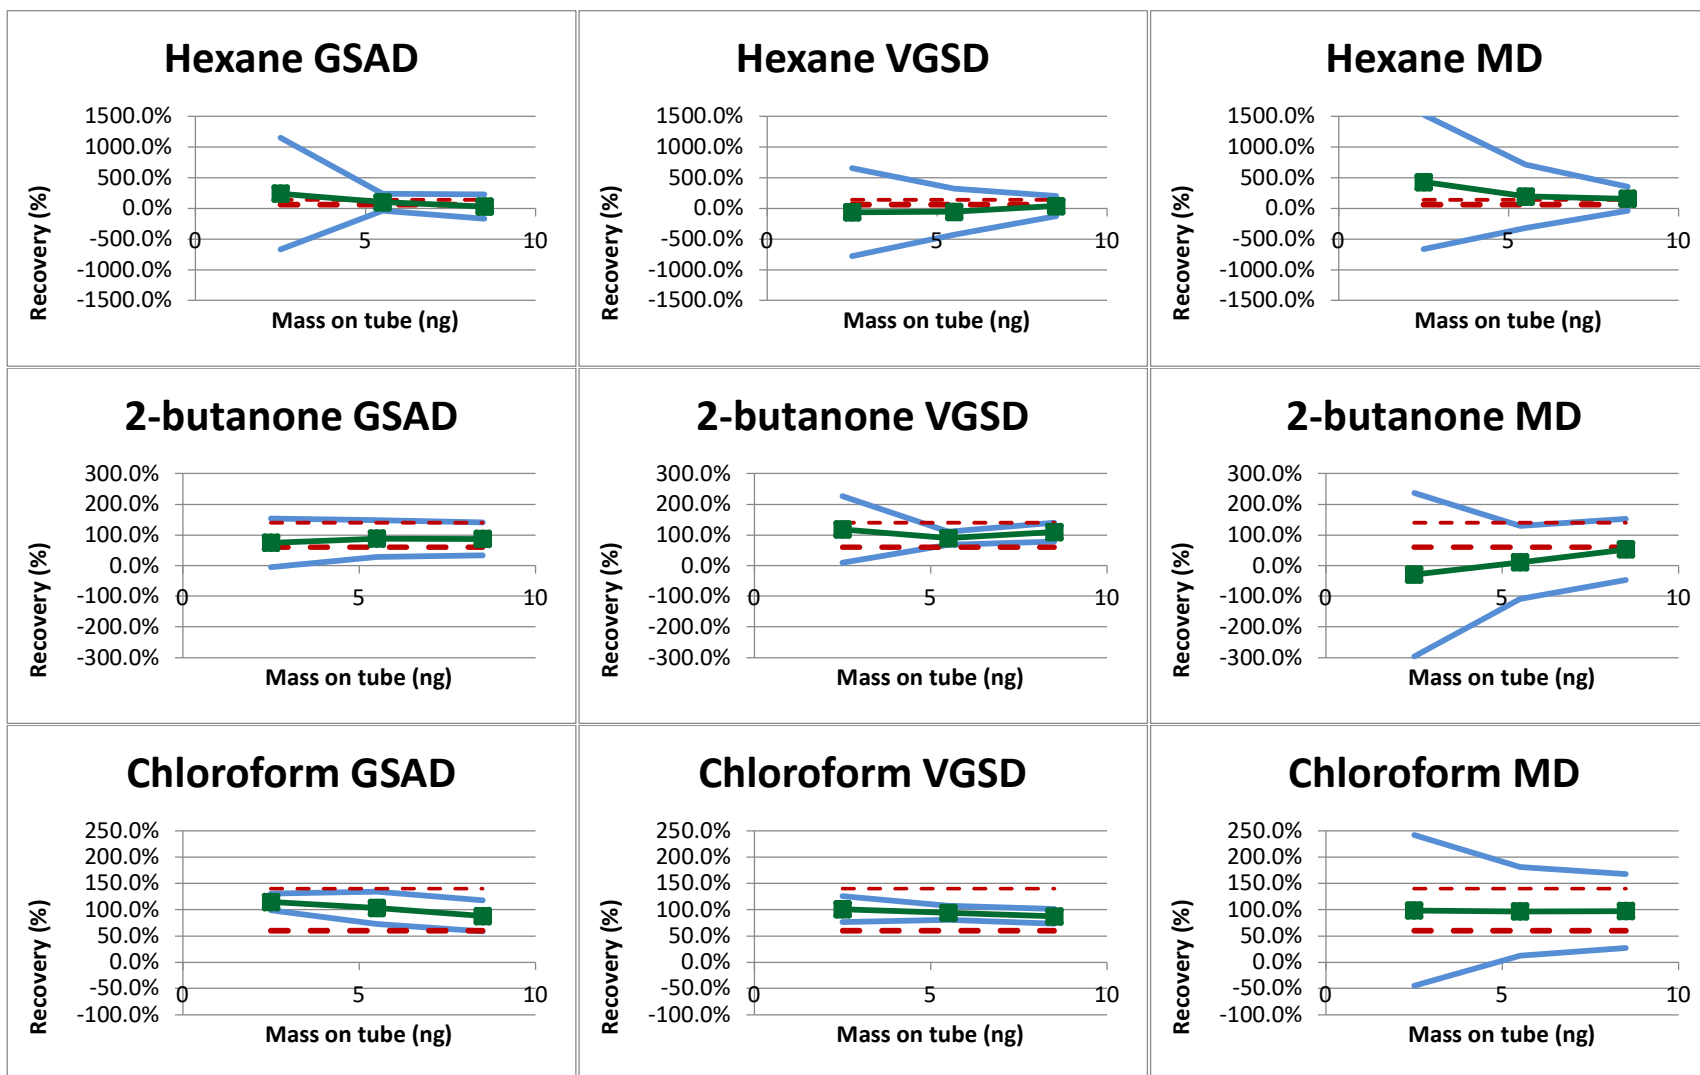 Hexane GSAD
1500.0%
1000.0%
500.0%
0.0%
-500.0%
-1000.0%
-1500.0%
0 5 10
Recovery (%)
Mass on tube (ng)
Hexane VGSD
1500.0%
1000.0%
500.0%
0.0%
-500.0%
-1000.0%
-1500.0%
0 5 10
Recovery (%)
Mass on tube (ng)
Hexane MD
1500.0%
1000.0%
500.0%
0.0%
-500.0%
-1000.0%
-1500.0%
0 5 10
Recovery (%)
Mass on tube (ng)
2-butanone GSAD
300.0%
200.0%
100.0%
0.0%
-100.0%
-200.0%
-300.0%
0 5 10
Recovery (%)
Mass on tube (ng)
2-butanone VGSD
300.0%
200.0%
100.0%
0.0%
-100.0%
-200.0%
-300.0%
0 5 10
Recovery (%)
Mass on tube (ng)
2-butanone MD
300.0%
200.0%
100.0%
0.0%
-100.0%
-200.0%
-300.0%
0 5 10
Recovery (%)
Mass on tube (ng)
Chloroform GSAD
250.0%
200.0%
150.0%
100.0%
50.0%
0.0%
-50.0%
-100.0%
0 5 10
Recovery (%)
Mass on tube (ng)
Chloroform VGSD
250.0%
200.0%
150.0%
100.0%
50.0%
0.0%
-50.0%
-100.0%
0 5 10
Recovery (%)
Mass on tube (ng)
Chloroform MD
250.0%
200.0%
150.0%
100.0%
50.0%
0.0%
-50.0%
-100.0%
0 5 10
Recovery (%)
Mass on tube (ng)